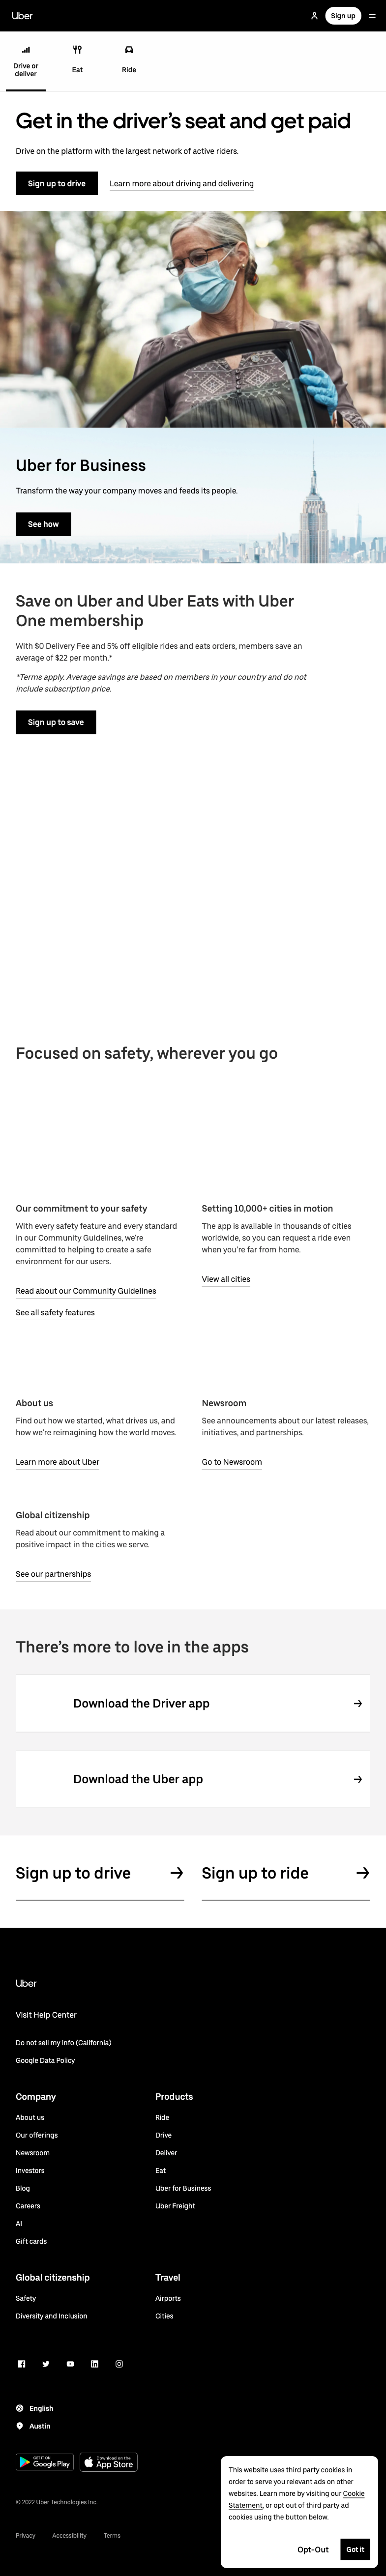 Uber
Sign up
Drive or
deliver
Eat
Ride
Get in the driver’s seat and get paid
Drive on the platform with the largest network of active riders.
Sign up to drive
Learn more about driving and delivering
Uber for Business
Transform the way your company moves and feeds its people.
See how
Save on Uber and Uber Eats with Uber
One membership
With $0 Delivery Fee and 5% off eligible rides and eats orders, members save an
average of $22 per month.*
*Terms apply. Average savings are based on members in your country and do not
include subscription price.
Sign up to save
Focused on safety, wherever you go
Our commitment to your safety
With every safety feature and every standard
in our Community Guidelines, we’re
committed to helping to create a safe
environment for our users.
Read about our Community Guidelines
See all safety features
Setting 10,000+ cities in motion
The app is available in thousands of cities
worldwide, so you can request a ride even
when you’re far from home.
View all cities
About us
Find out how we started, what drives us, and
how we’re reimagining how the world moves.
Learn more about Uber
Newsroom
See announcements about our latest releases,
initiatives, and partnerships.
Go to Newsroom
Global citizenship
Read about our commitment to making a
positive impact in the cities we serve.
See our partnerships
There’s more to love in the apps
Download the Driver app
Download the Uber app
Sign up to drive
Sign up to ride
Uber
Visit Help Center
Do not sell my info (California)
Google Data Policy
Company
About us
Our offerings
Newsroom
Investors
Blog
Careers
AI
Gift cards
Products
Ride
Drive
Deliver
Eat
Uber for Business
Uber Freight
Global citizenship
Safety
Diversity and Inclusion
Travel
Airports
Cities
English
Austin
GET IT ON
Google Play
Download on the
App Store
© 2022 Uber Technologies Inc.
Privacy
Accessibility
Terms
This website uses third party cookies in
order to serve you relevant ads on other
websites. Learn more by visiting our Cookie
Statement, or opt out of third party ad
cookies using the button below.
Opt-Out
Got it